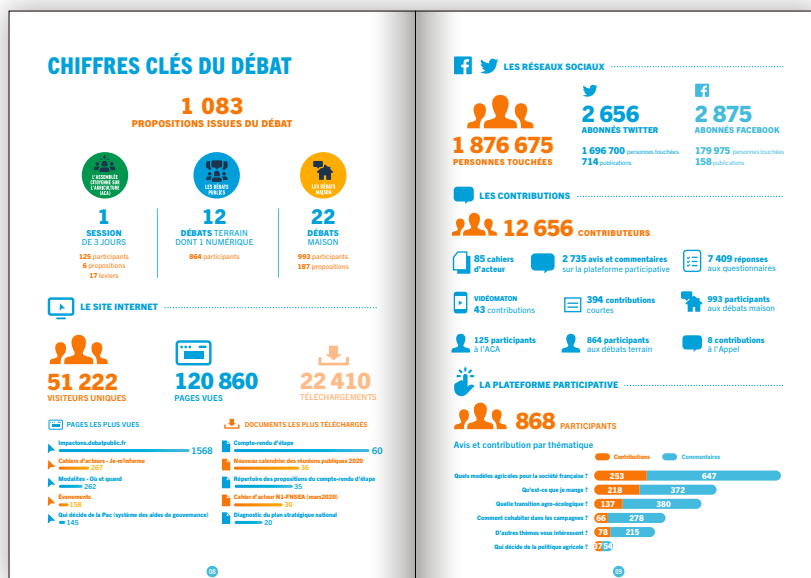 CHIFFRES CLÉS DU DÉBAT
1 083
PROPOSITIONS ISSUES DU DÉBAT
L'ASSEMBLÉE
CITOYENNE SUR
L'AGRICULTURE
(ACA)
LES DÉBATS
PUBLICS
LES DÉBATS
MAISON
1
SESSION
DE 3 JOURS
125 participants
6 propositions
17 leviers
12
DÉBATS TERRAIN
DONT 1 NUMÉRIQUE
864 participants
22
DÉBATS
MAISON
993 participants
187 propositions
LE SITE INTERNET
51 222
VISITEURS UNIQUES
120 860
PAGES VUES
22 410
TÉLÉCHARGEMENTS
PAGES LES PLUS VUES
Impactons.debatpublic.fr
1568
Cahiers d'acteurs - Je-m'informe
267
Modalites - Où et quand
262
Évenements
158
Qui décide de la Pac (système des aides de gouvernance)
145
DOCUMENTS LES PLUS TÉLÉCHARGÉS
Compte-rendu d'étape
60
Nouveau calendrier des réunions publiques 2020
36
Répertoire des propositions du compte-rendu d'étape
35
Cahier d'acteur N1-FNSEA (mars2020)
30
Diagnostic du plan stratégique national
20
08
LES RÉSEAUX SOCIAUX
1 876 675
PERSONNES TOUCHÉES
2 656
ABONNÉS TWITTER
1 696 700 personnes touchées
714 publications
2 875
ABONNÉS FACEBOOK
179 975 personnes touchées
158 publications
LES CONTRIBUTIONS
12 656 CONTRIBUTEURS
85 cahiers
d'acteur
2 735 avis et commentaires
sur la plateforme participative
7 409 réponses
aux questionnaires
VIDÉOMATON
43 contributions
394 contributions
courtes
993 participants
aux débats maison
125 participants
à l'ACA
864 participants
aux débats terrain
8 contributions
à l'Appel
LA PLATEFORME PARTICIPATIVE
868 PARTICIPANTS
Avis et contribution par thématique
Contributions
Commentaires
Quels modèles agricoles pour la société française ? 253 647
Qu'est-ce que je mange ? 218 372
Quelle transition agro-écologique ? 137 380
Comment cohabiter dans les campagnes ? 66 278
D'autres thèmes vous intéressent ? 78 215
Qui décide de la politique agricole ? 37 54
09